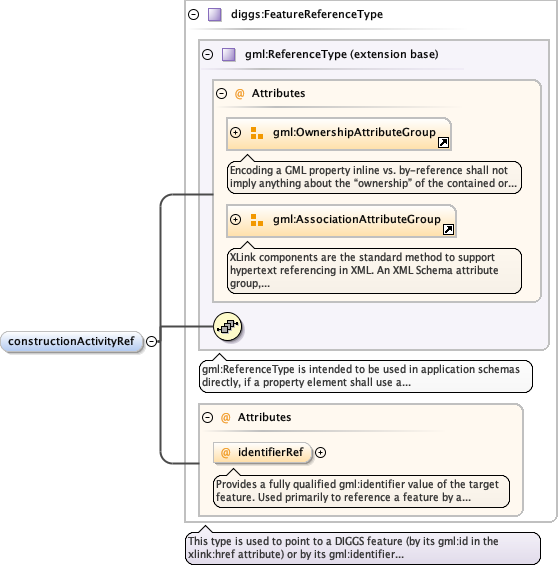 diggs:FeatureReferenceType
gml:ReferenceType (extension base)
@ Attributes
gml:OwnershipAttributeGroup
Encoding a GML property inline vs. by-reference shall not
imply anything about the “ownership” of the contained or...
gml:AssociationAttributeGroup
XLink components are the standard method to support
hypertext referencing in XML. An XML Schema attribute
group,...
constructionActivityRef
gml:ReferenceType is intended to be used in application schemas
directly, if a property element shall use a...
@ Attributes
@ identifierRef
Provides a fully qualified gml:identifier value of the target
feature. Used primarily to reference a feature by a...
This type is used to point to a DIGGS feature (by its gml:id in the
xlink:href attribute) or by its gml:identifier...